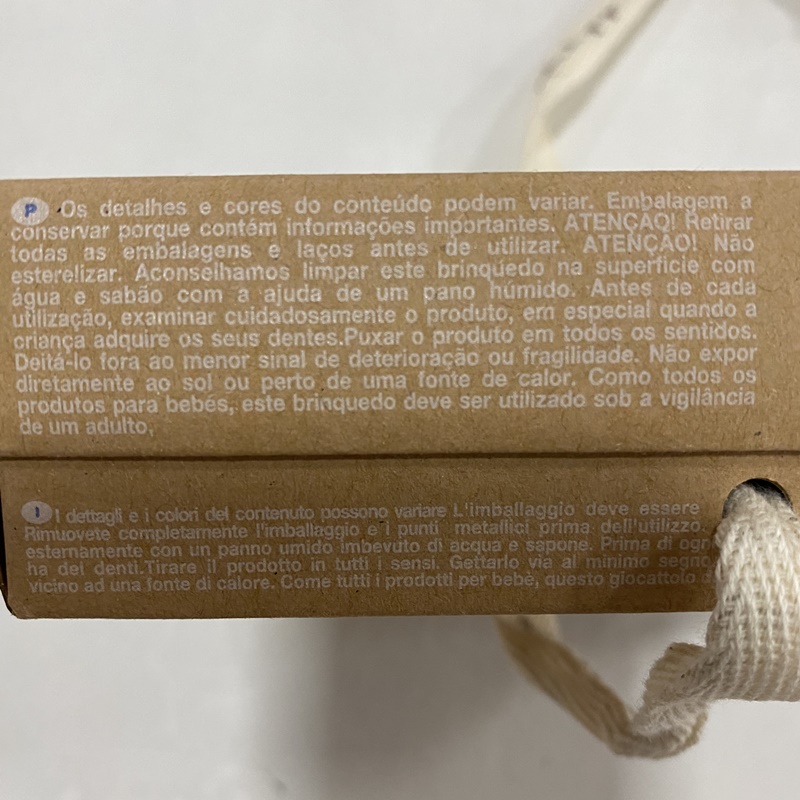 P Os detalhes e cores do conteúdo podem variar. Embalagem a
conservar porque contém informações importantes. ATENÇÃO! Retirar
todas as embalagens e laços antes de utilizar. ATENÇÃO! Não
esterelizar. Aconselhamos limpar este brinquedo na superfície com
água e sabão com a ajuda de um pano húmido. Antes de cada
utilização, examinar cuidadosamente o produto, em especial quando a
criança adquire os seus dentes.Puxar o produto em todos os sentidos.
Deitá-lo fora ao menor sinal de deterioração ou fragilidade. Não expor
diretamente ao sol ou perto de uma fonte de calor. Como todos os
produtos para bebés, este brinquedo deve ser utilizado sob a vigilância
de um adulto.
I I dettagli e i colori del contenuto possono variare L'imballaggio deve essere
Rimuovete completamente l'imballaggio e i punti metallici prima dell'utilizzo.
esternamente con un panno umido imbevuto di acqua e sapone. Prima di
ha dei denti.Tirare il prodotto in tutti i sensi. Gettarlo via al minimo segno
vicino ad una fonte di calore. Come tutti i prodotti per bebè, questo giocattolo